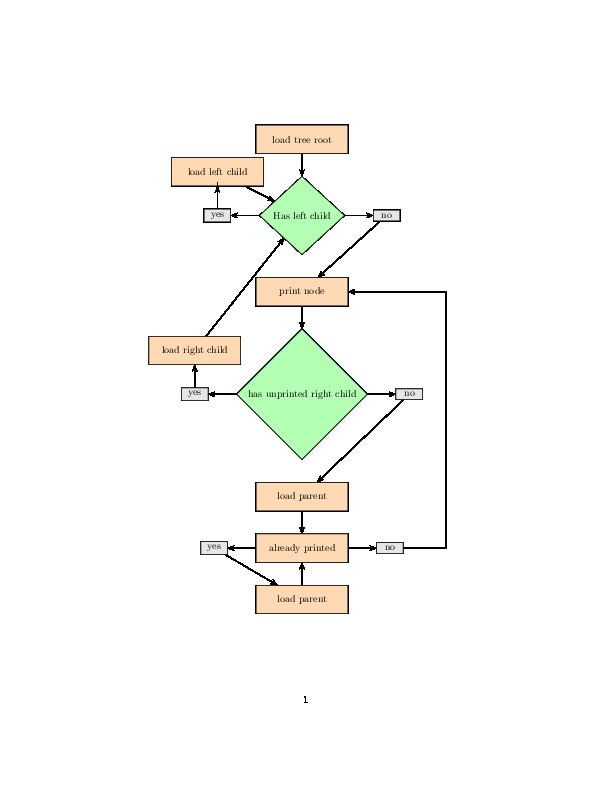 load tree root
load left child
yes
Has left child
no
print node
load right child
yes
has unprinted right child
no
load parent
yes
already printed
no
load parent
1